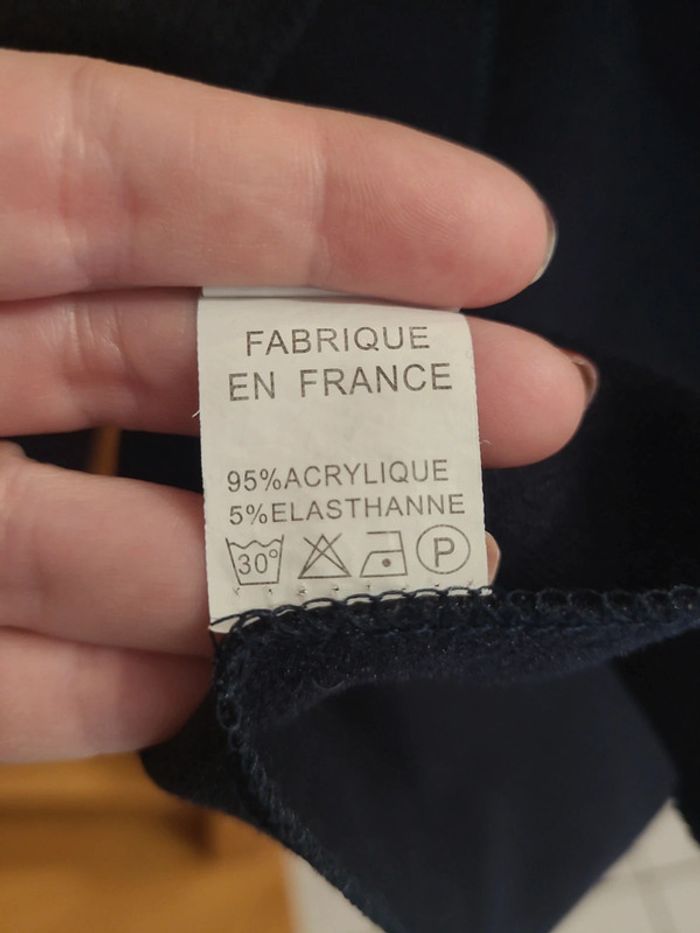 FABRIQUE
EN FRANCE
95%ACRYLIQUE
5%ELASTHANNE
30° P